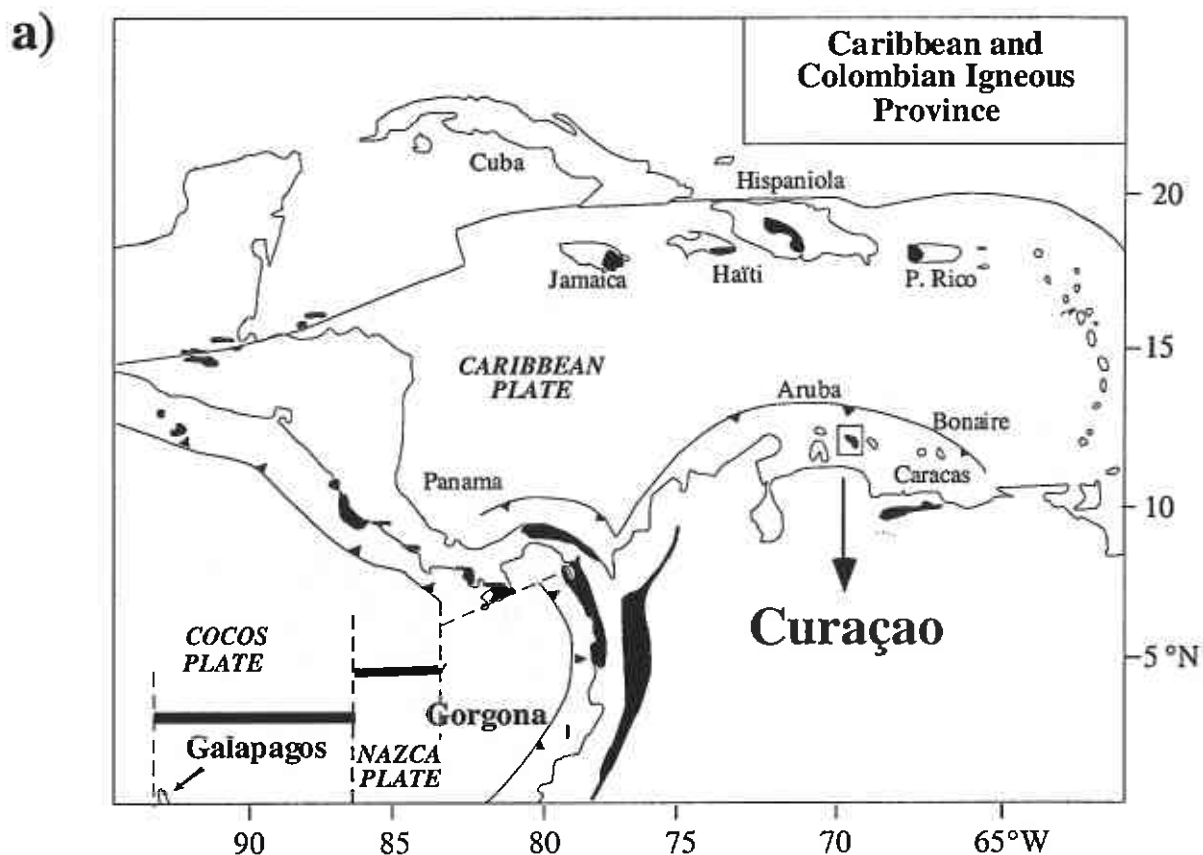 a)
Caribbean and
Colombian Igneous
Province
Cuba
Hispaniola
20
Jamaica
Haïti
P. Rico
15
CARIBBEAN
PLATE
Aruba
Bonaire
Panama
Caracas
10
Curaçao
COCOS
PLATE
5 °N
Gorgona
Galapagos
NAZCA
PLATE
90
85
80
75
70
65°W